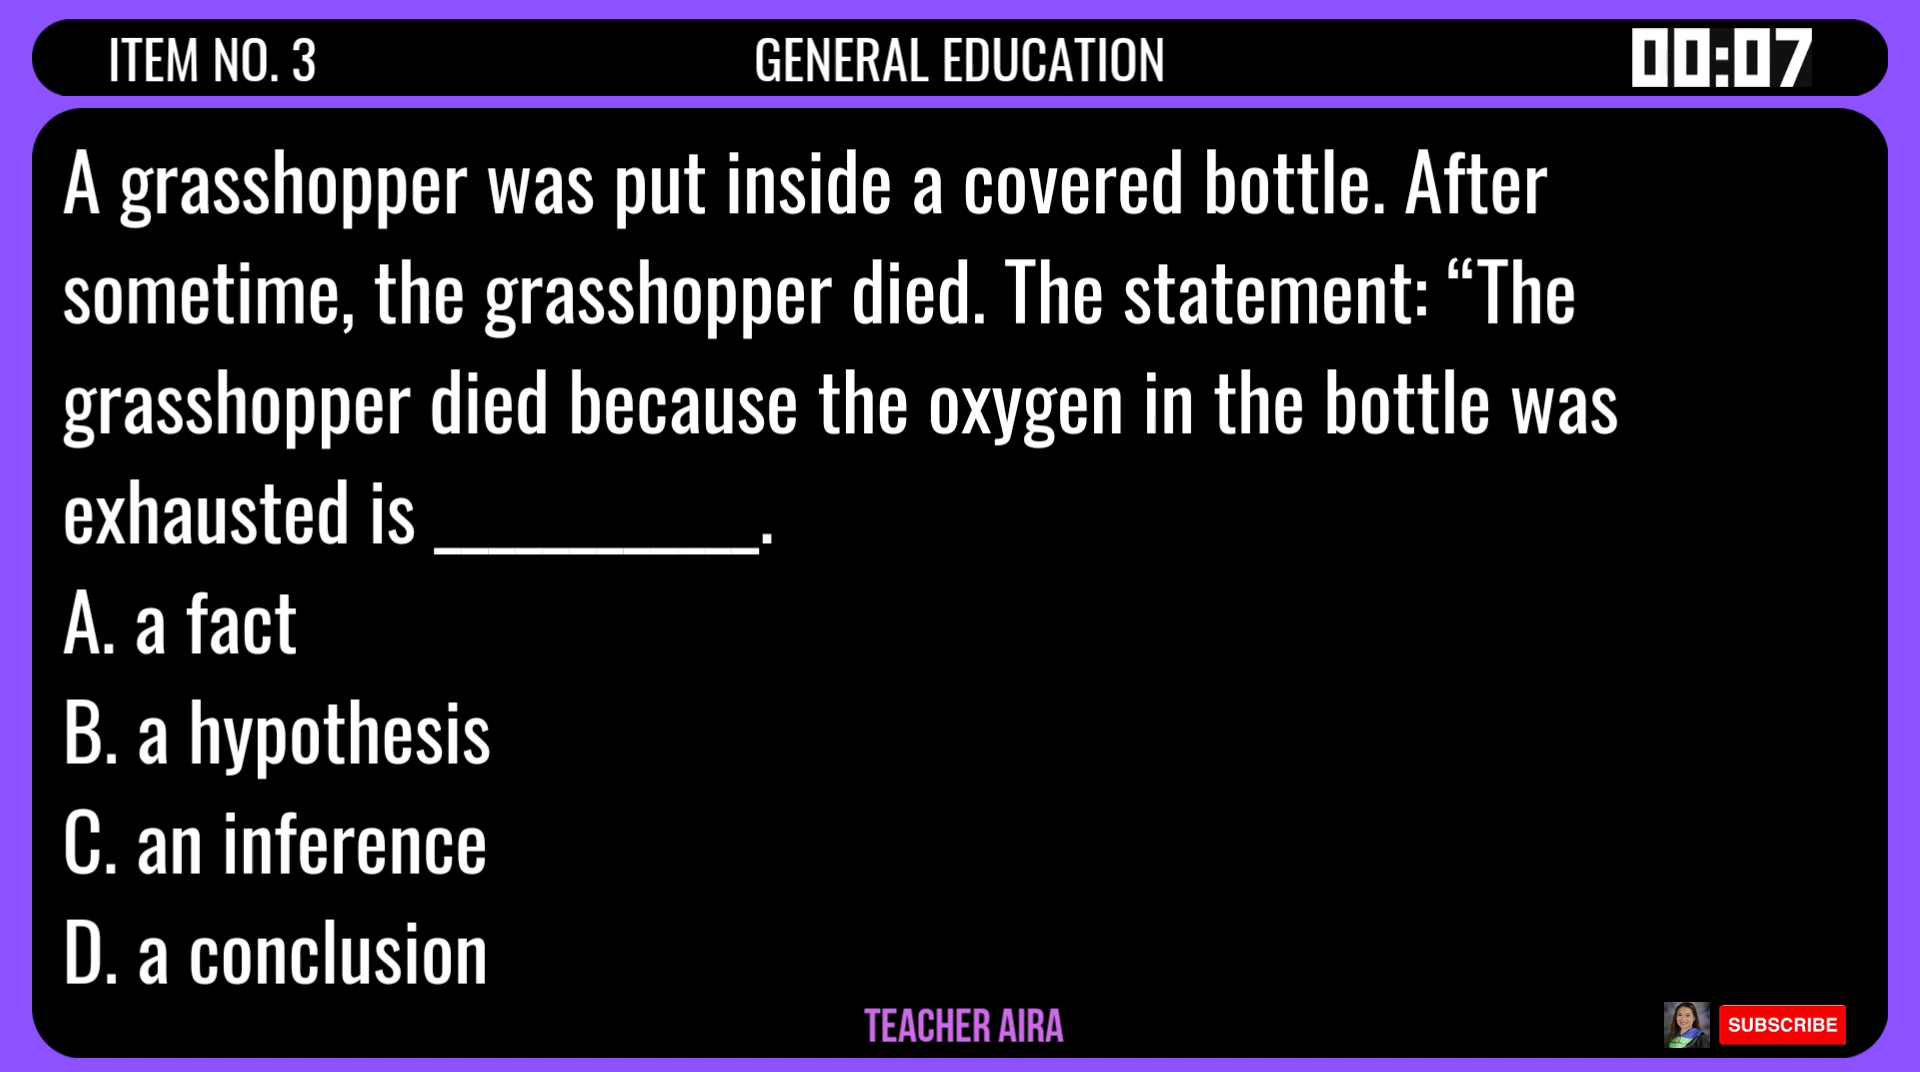 ITEM NO. 3
GENERAL EDUCATION
00:07
A grasshopper was put inside a covered bottle. After
sometime, the grasshopper died. The statement: “The
grasshopper died because the oxygen in the bottle was
exhausted is ____________.
A. a fact
B. a hypothesis
C. an inference
D. a conclusion
TEACHER AIRA
SUBSCRIBE